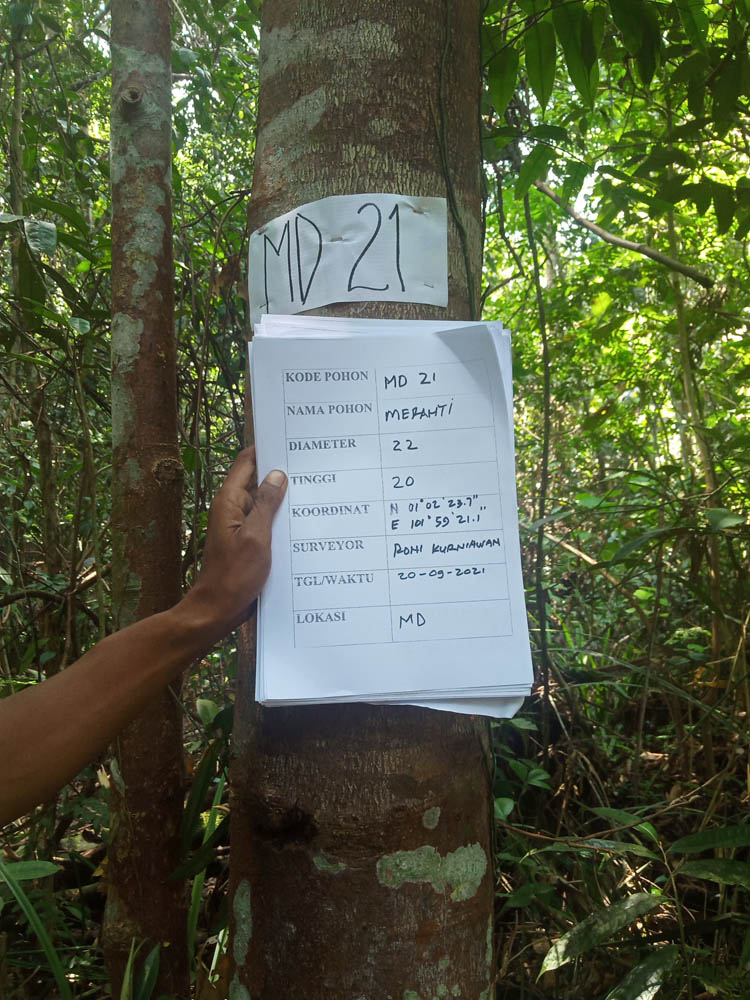 MD 21
KODE POHON MD 21
NAMA POHON MERANTi
DIAMETER 22
TINGGI 20
KOORDINAT N 01°02'23.7"
E 101°59'21.1"
SURVEYOR RONI KURNIAWAN
TGL/WAKTU 20-09-2021
LOKASI MD